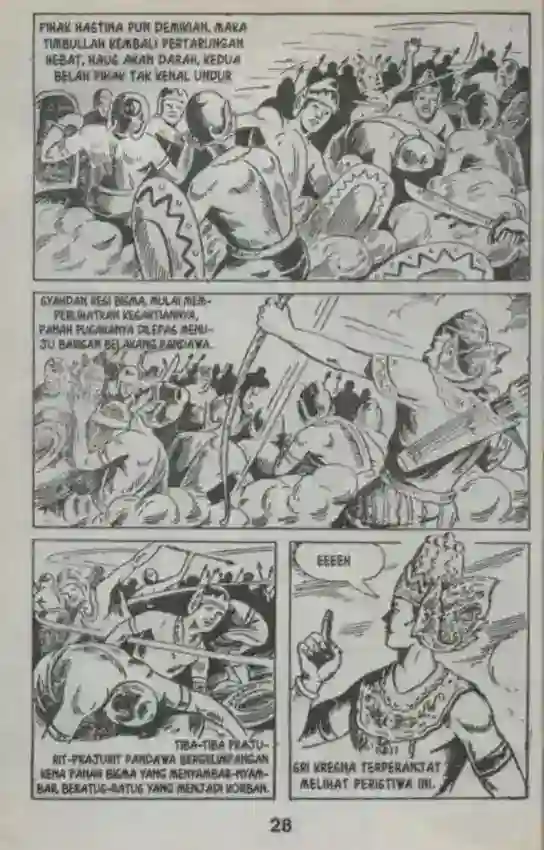 PIHAK HASTINA PUN DEMIKIAN, MAKA
TIMBULLAH KEMBALI PERTARUNGAN
HEBAT, HAUS AKAN DARAH, KEDUA
BELAH PIHAK TAK KENAL UNDUR
SYAHDAN RESI BISMA, MULAI MEM-
PERLIHATKAN KESAKTIANNYA,
PANAH PUSAKANYA DILEPAS MENU-
JU BARISAN BELAKANG PANDAWA.
TIBA-TIBA PRAJU-
RIT-PRAJURIT PANDAWA BERGELIMPANGAN
KENA PANAH BISMA YANG MENYAMBAR-NYAM-
BAR, BERATUS-RATUS YANG MENJADI KORBAN.
EEEEH
SRI KRESNA TERPERANJAT
MELIHAT PERISTIWA INI.
28